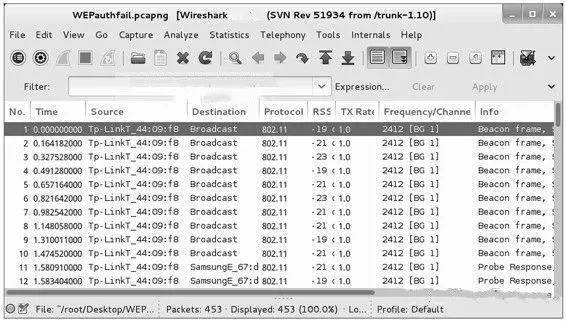 WEPauthfail.pcapng [Wireshark (SVN Rev 51934 from /trunk-1.10)]
File Edit View Go Capture Analyze Statistics Telephony Tools Internals Help
Filter: Expression... Clear Apply
No. Time Source Destination Protocol RSS TX Rate Frequency/Channe Info
1 0.000000000 Tp-LinkT_44:09:f8 Broadcast 802.11 -19 1.0 2412 [BG 1] Beacon frame, S
2 0.164182000 Tp-LinkT_44:09:f8 Broadcast 802.11 -21 1.0 2412 [BG 1] Beacon frame, S
3 0.327528000 Tp-LinkT_44:09:f8 Broadcast 802.11 -23 1.0 2412 [BG 1] Beacon frame, S
4 0.491280000 Tp-LinkT_44:09:f8 Broadcast 802.11 -19 1.0 2412 [BG 1] Beacon frame, S
5 0.657164000 Tp-LinkT_44:09:f8 Broadcast 802.11 -21 1.0 2412 [BG 1] Beacon frame, S
6 0.821642000 Tp-LinkT_44:09:f8 Broadcast 802.11 -23 1.0 2412 [BG 1] Beacon frame, S
7 0.982542000 Tp-LinkT_44:09:f8 Broadcast 802.11 -21 1.0 2412 [BG 1] Beacon frame, S
8 1.148058000 Tp-LinkT_44:09:f8 Broadcast 802.11 -21 1.0 2412 [BG 1] Beacon frame, S
9 1.310011000 Tp-LinkT_44:09:f8 Broadcast 802.11 -19 1.0 2412 [BG 1] Beacon frame, S
10 1.474520000 Tp-LinkT_44:09:f8 Broadcast 802.11 -21 1.0 2412 [BG 1] Beacon frame, S
11 1.580910000 Tp-LinkT_44:09:f8 SamsungE_67:d 802.11 -21 1.0 2412 [BG 1] Probe Response,
12 1.583404000 Tp-LinkT_44:09:f8 SamsungE_67:d 802.11 -19 1.0 2412 [BG 1] Probe Response,
File: "/root/Desktop/WEP... Packets: 453 · Displayed: 453 (100.0%) · Lo... Profile: Default